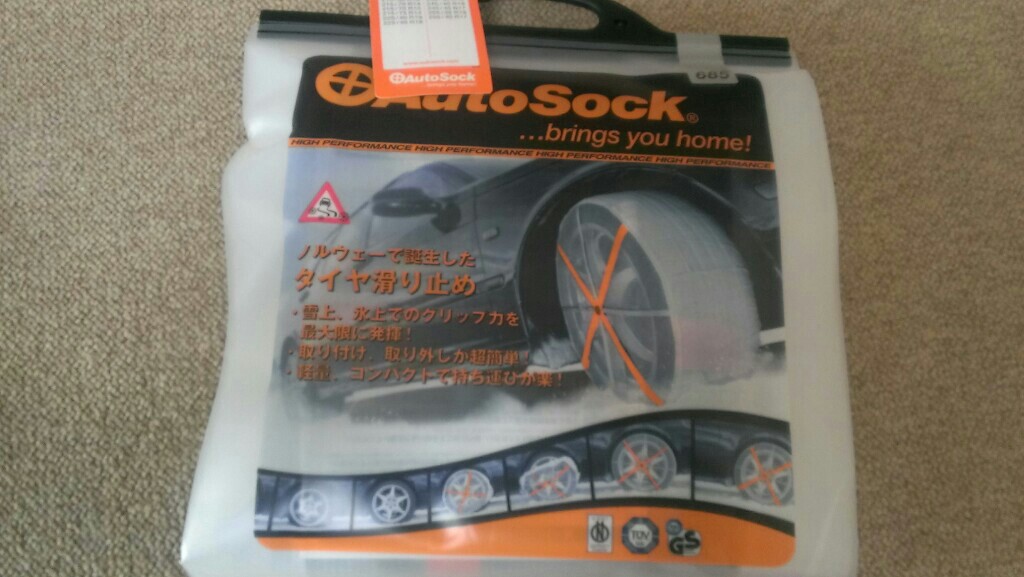 AutoSock
685
AutoSock®
...brings you home!
HIGH PERFORMANCE HIGH PERFORMANCE HIGH PERFORMANCE HIGH PERFORMANCE
ノルウェーで誕生した
タイヤ滑り止め
・雪上、氷上でのグリップ力を
最大限に発揮!
・取り付け、取り外しが超簡単!
・軽量、コンパクトで持ち運びが楽!
TÜV
GS